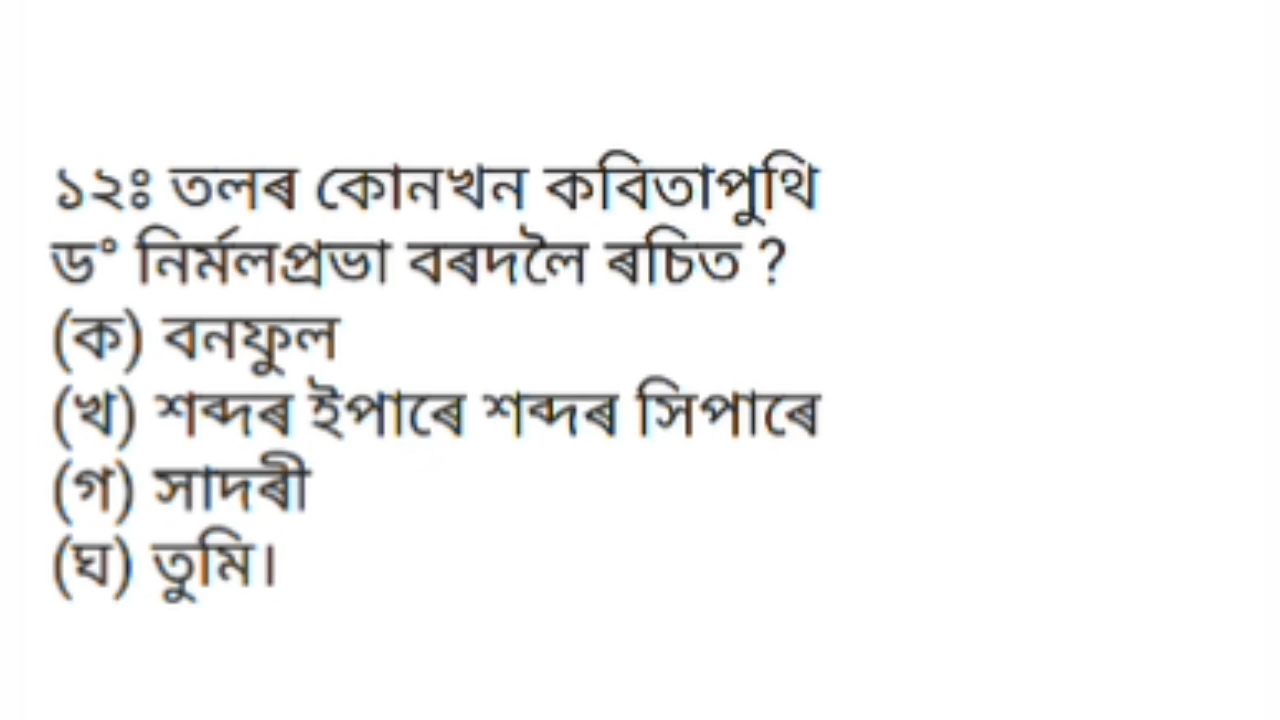 ১২ঃ তলৰ কোনখন কবিতাপুথি
ড° নিৰ্মলপ্ৰভা বৰদলৈ ৰচিত ?
(ক) বনফুল
(খ) শব্দৰ ইপাৰে শব্দৰ সিপাৰে
(গ) সাদৰী
(ঘ) তুমি।